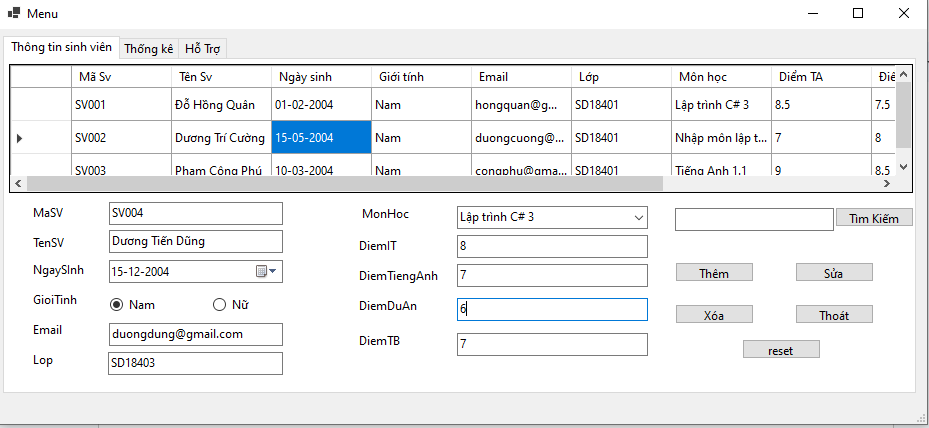 Menu
Thông tin sinh viên Thống kê Hỗ Trợ
Mã Sv Tên Sv Ngày sinh Giới tính Email Lớp Môn học Điểm TA Điể
SV001 Đỗ Hồng Quân 01-02-2004 Nam hongquan@g... SD18401 Lập trình C# 3 8.5 7.5
SV002 Dương Trí Cường 15-05-2004 Nam duongcuong@... SD18401 Nhập môn lập t... 7 8
SV003 Phạm Công Phú 10-03-2004 Nam congphu@gma... SD18401 Tiếng Anh 1.1 9 8.5
MaSV SV004 MonHoc Lập trình C# 3 Tìm Kiếm
TenSV Dương Tiến Dũng DiemIT 8
NgaySInh 15-12-2004 DiemTiengAnh 7 Thêm Sửa
GioiTinh Nam Nữ DiemDuAn 6 Xóa Thoát
Email duongdung@gmail.com DiemTB 7 reset
Lop SD18403